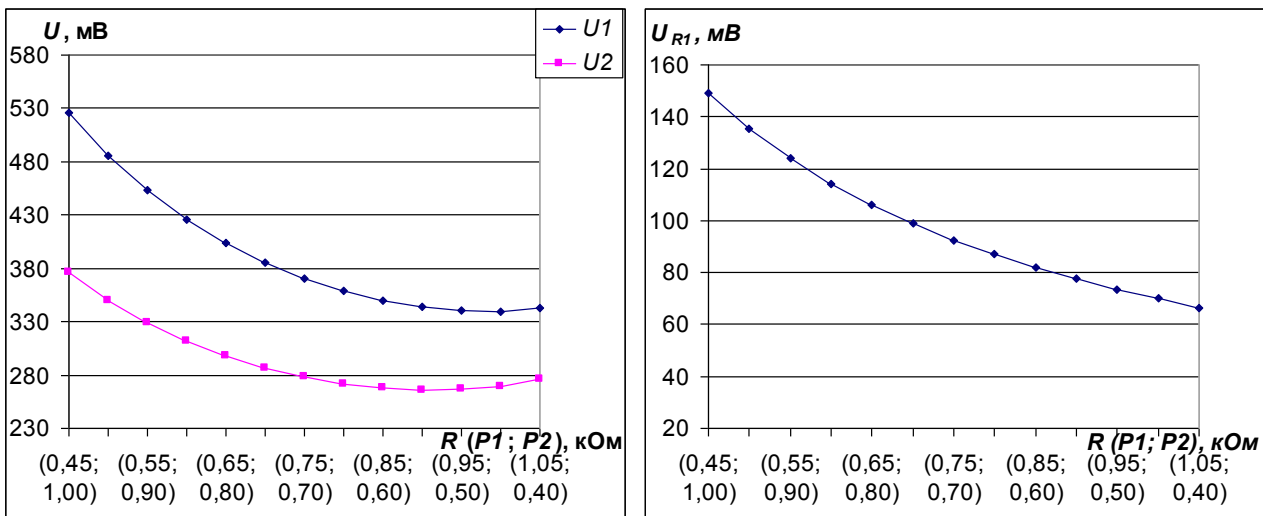 U, мВ
U1
U2
580
530
480
430
380
330
280
230
R (P1; P2), кОм
(0,45; (0,55; (0,65; (0,75; (0,85; (0,95; (1,05;
1,00) 0,90) 0,80) 0,70) 0,60) 0,50) 0,40)
U R1, мВ
160
140
120
100
80
60
40
20
R (P1; P2), кОм
(0,45; (0,55; (0,65; (0,75; (0,85; (0,95; (1,05;
1,00) 0,90) 0,80) 0,70) 0,60) 0,50) 0,40)